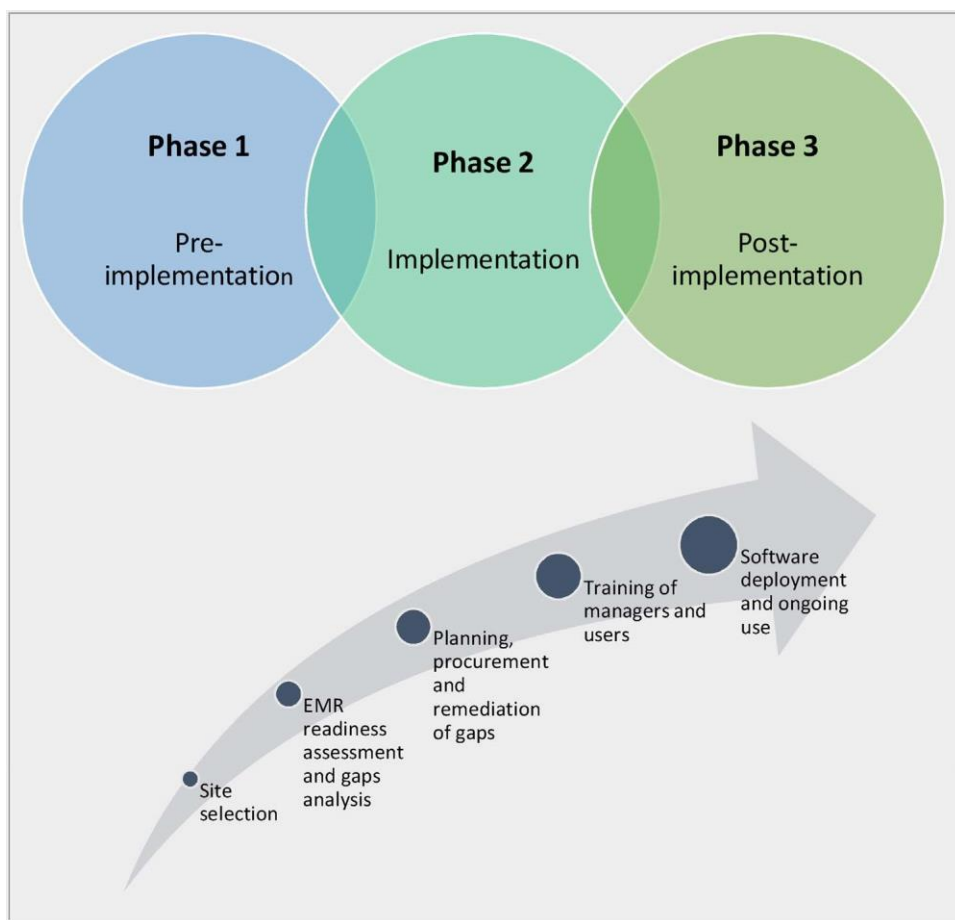 Phase 1
Pre-
implementation
Phase 2
Implementation
Phase 3
Post-
implementation
Site
selection
EMR
readiness
assessment
and gaps
analysis
Planning,
procurement
and
remediation
of gaps
Training of
managers and
users
Software
deployment
and ongoing
use